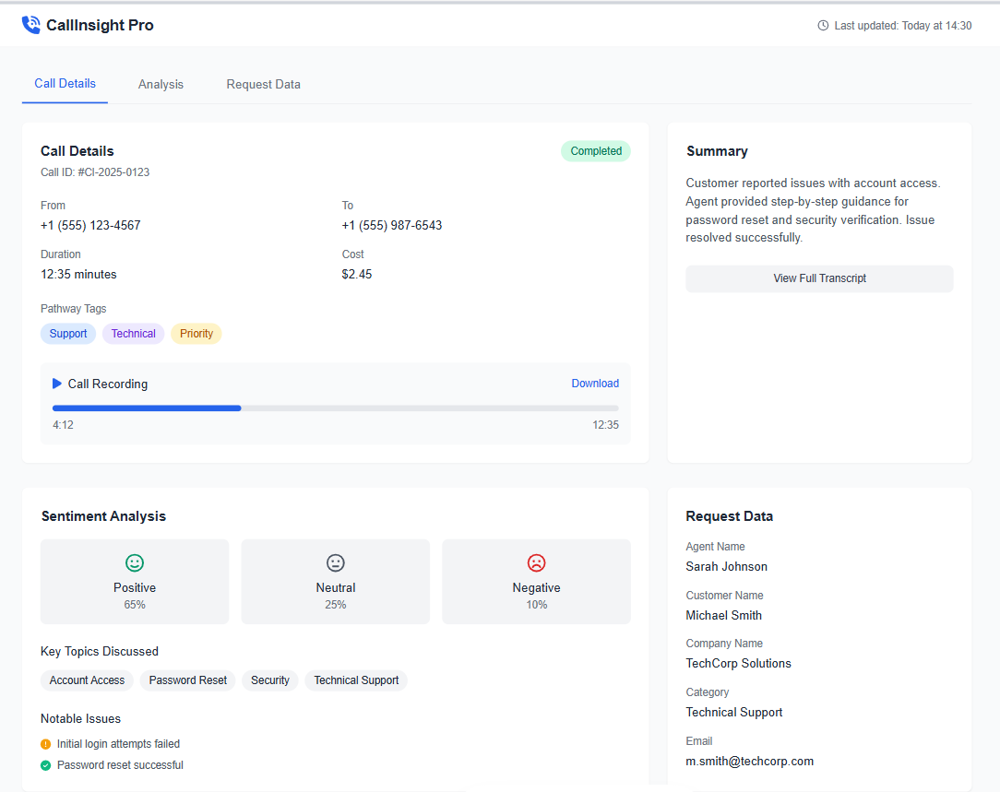 CallInsight Pro
Last updated: Today at 14:30
Call Details
Analysis
Request Data
Call Details
Completed
Call ID: #CI-2025-0123
From
To
+1 (555) 123-4567
+1 (555) 987-6543
Duration
Cost
12:35 minutes
$2.45
Pathway Tags
Support
Technical
Priority
Call Recording
Download
4:12
12:35
Summary
Customer reported issues with account access.
Agent provided step-by-step guidance for
password reset and security verification. Issue
resolved successfully.
View Full Transcript
Sentiment Analysis
Positive
65%
Neutral
25%
Negative
10%
Key Topics Discussed
Account Access
Password Reset
Security
Technical Support
Notable Issues
Initial login attempts failed
Password reset successful
Request Data
Agent Name
Sarah Johnson
Customer Name
Michael Smith
Company Name
TechCorp Solutions
Category
Technical Support
Email
m.smith@techcorp.com